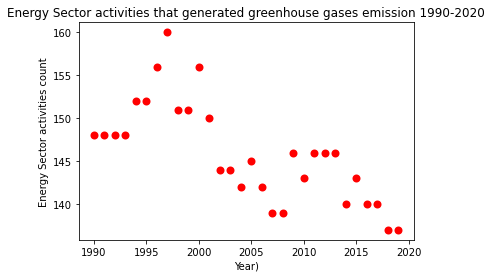 Energy Sector activities that generated greenhouse gases emission 1990-2020
Energy Sector activities count
160
155
150
145
140
1990 1995 2000 2005 2010 2015 2020
Year)